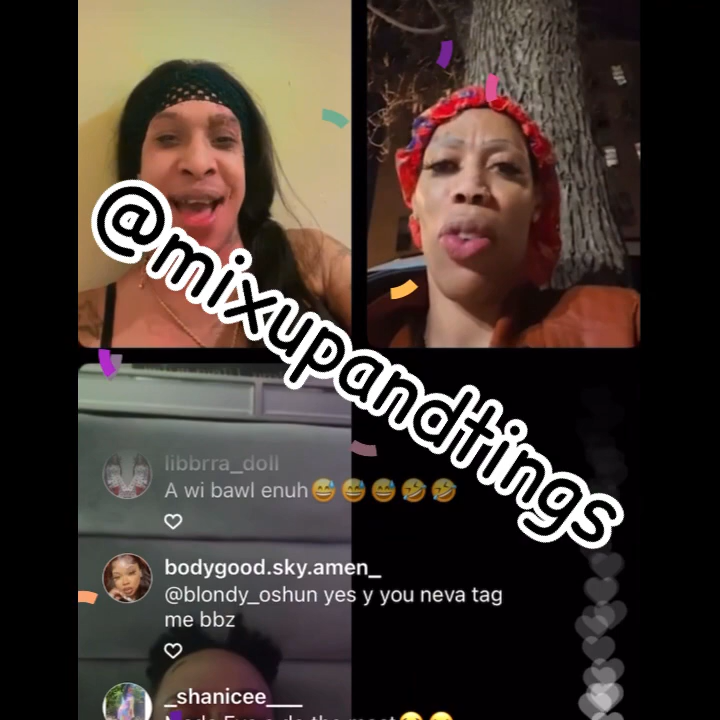 @mixupandtings
libbrra_doll
A wi bawl enuh😅😅😅🤣🤣
bodygood.sky.amen_
@blondy_oshun yes y you neva tag
me bbz
_shanicee___